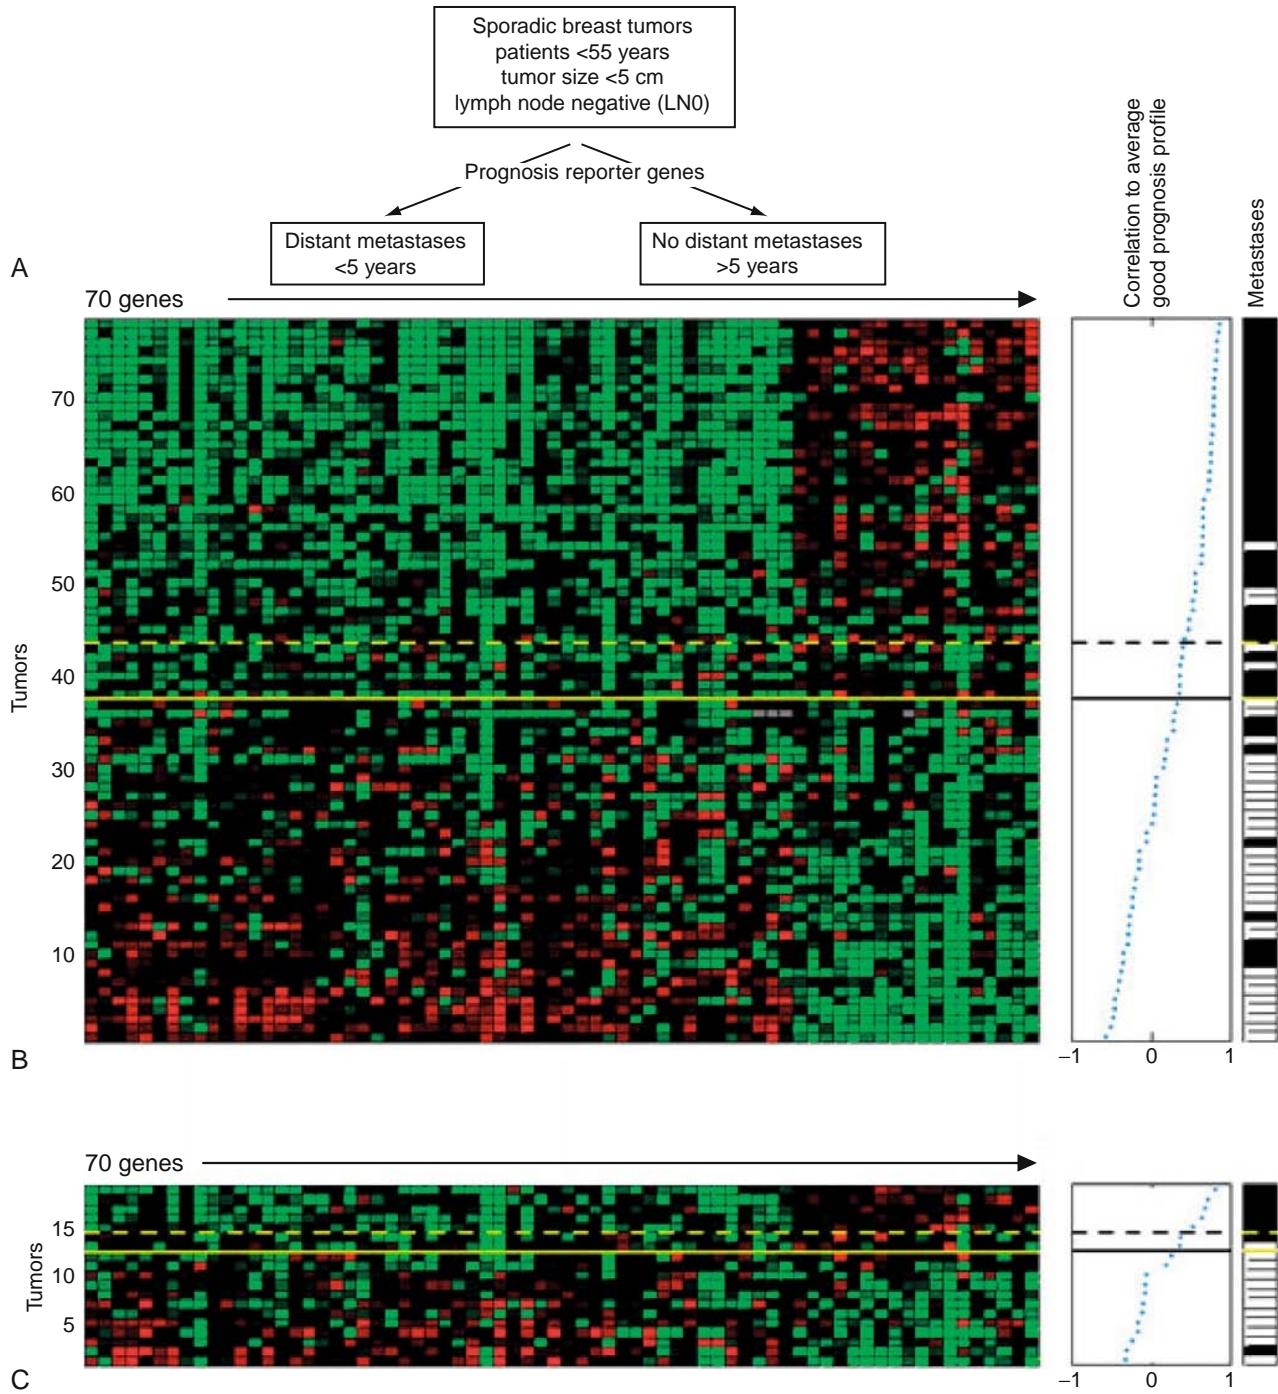 Sporadic breast tumors
patients <55 years
tumor size <5 cm
lymph node negative (LN0)
Prognosis reporter genes
Distant metastases
<5 years
No distant metastases
>5 years
A
70 genes
Correlation to average
good prognosis profile
Metastases
Tumors
70
60
50
40
30
20
10
−1
0
1
B
70 genes
Tumors
15
10
5
−1
0
1
C